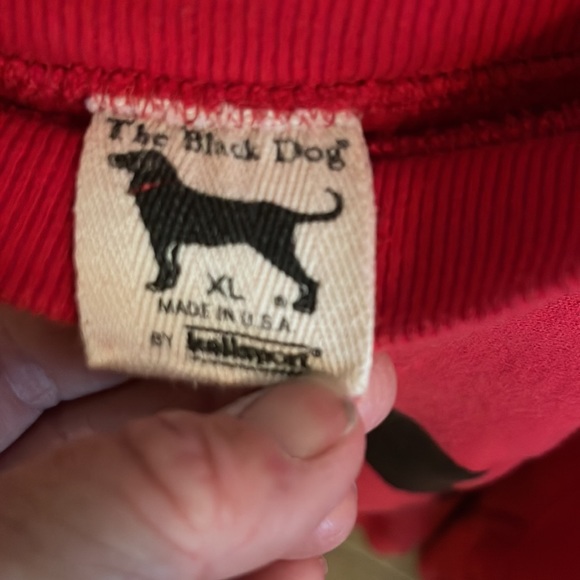 The Black Dog®
XL ®
MADE IN U.S.A.
BY